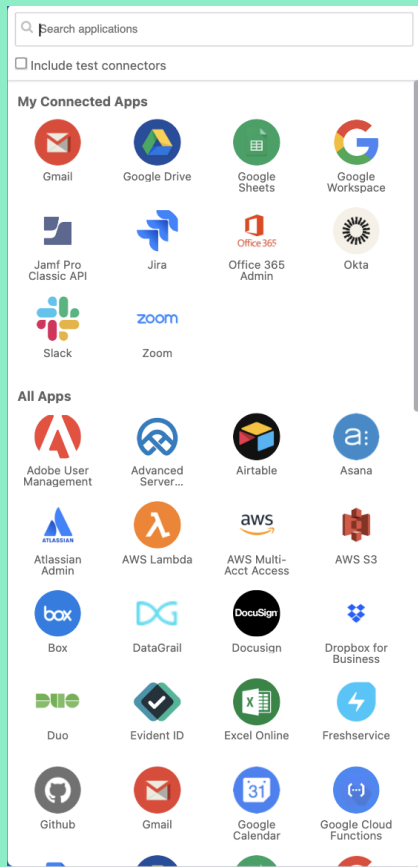 Search applications
Include test connectors
My Connected Apps
Gmail
Google Drive
Google
Sheets
Google
Workspace
Jamf Pro
Classic API
Jira
Office 365
Office 365
Admin
Okta
Slack
zoom
Zoom
All Apps
Adobe User
Management
Advanced
Server...
Airtable
a:
Asana
ATLASSIAN
Atlassian
Admin
λ
AWS Lambda
aws
AWS Multi-
Acct Access
AWS S3
box
Box
DataGrail
DocuSign
Docusign
Dropbox for
Business
DUO
Duo
Evident ID
X
Excel Online
Freshservice
Github
Gmail
31
Google
Calendar
Google Cloud
Functions